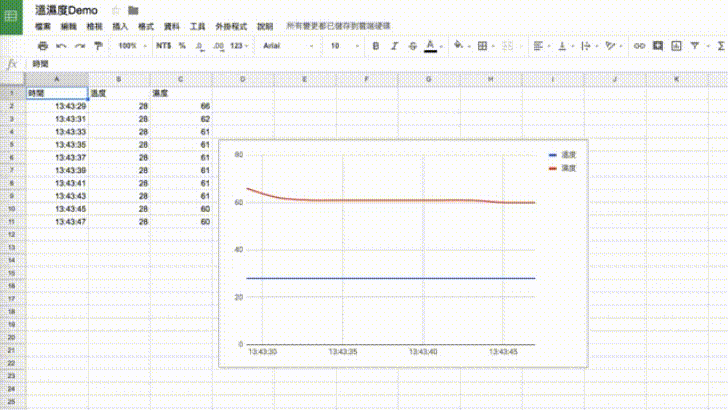 溫濕度Demo
檔案 編輯 檢視 插入 格式 資料 工具 外掛程式 說明 所有變更都已儲存到雲端硬碟
100% NT$ % .0 .00 123 Arial 10 B I S A
fx 時間
A B C D E F G H I J K
1 時間 溫度 濕度
2 13:43:29 28 66
3 13:43:31 28 62
4 13:43:33 28 61
5 13:43:35 28 61
6 13:43:37 28 61
7 13:43:39 28 61
8 13:43:41 28 61
9 13:43:43 28 61
10 13:43:45 28 60
11 13:43:47 28 60
12
13
14
15
16
17
18
19
20
21
22
23
24
25
80
60
40
20
0
13:43:30 13:43:35 13:43:40 13:43:45
溫度
濕度